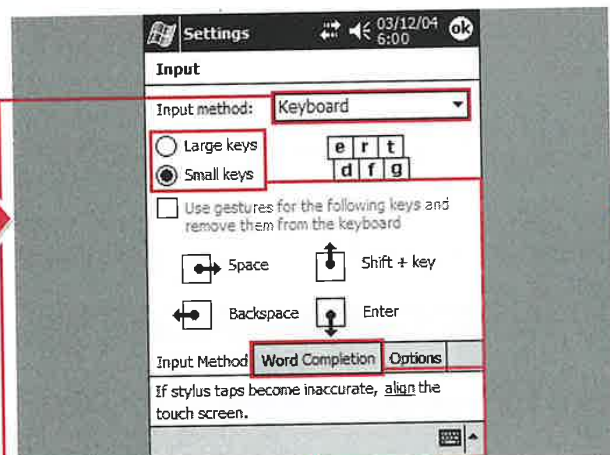 Settings 03/12/04
6:00 ok
Input
Input method: Keyboard
Large keys
Small keys
e r t
d f g
Use gestures for the following keys and
remove them from the keyboard
Space Shift + key
Backspace Enter
Input Method Word Completion Options
If stylus taps become inaccurate, align the
touch screen.